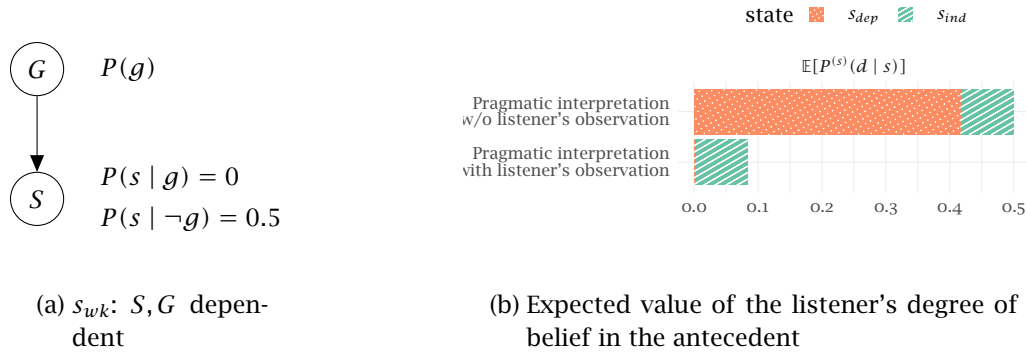 state s_dep s_ind
G P(g)
S P(s | g) = 0
P(s | ¬g) = 0.5
(a) s_wk: S, G depen-
dent
𝔼[P^(s)(d | s)]
Pragmatic interpretation
w/o listener's observation
Pragmatic interpretation
with listener's observation
0.0 0.1 0.2 0.3 0.4 0.5
(b) Expected value of the listener's degree of
belief in the antecedent